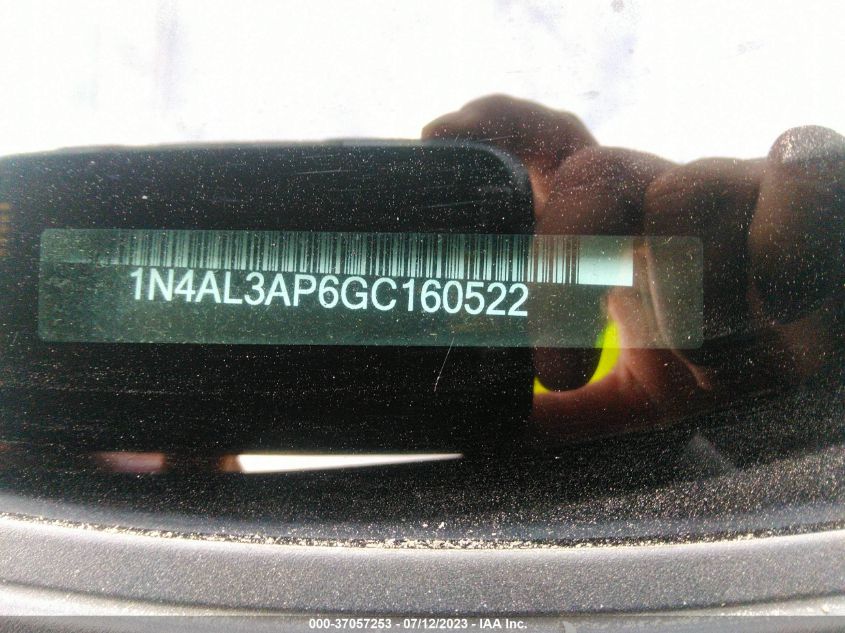 1N4AL3AP6GC160522
000-37057253 - 07/12/2023 - IAA Inc.